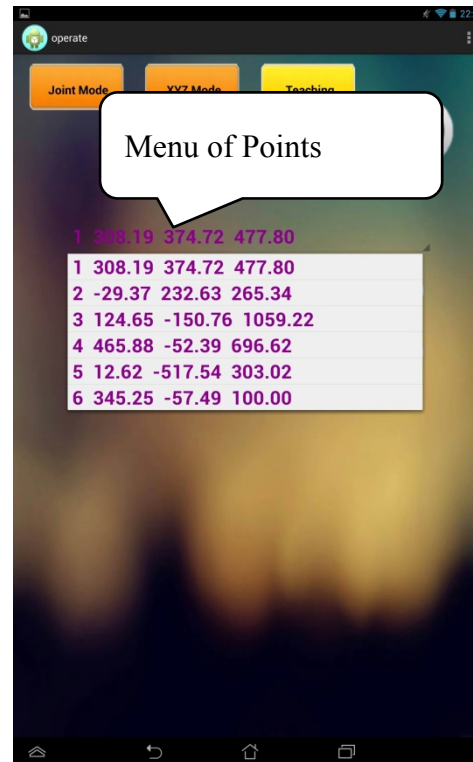 22:
operate
Joint Mode
XYZ Mode
Teaching
Menu of Points
1 308.19 374.72 477.80
1 308.19 374.72 477.80
2 -29.37 232.63 265.34
3 124.65 -150.76 1059.22
4 465.88 -52.39 696.62
5 12.62 -517.54 303.02
6 345.25 -57.49 100.00